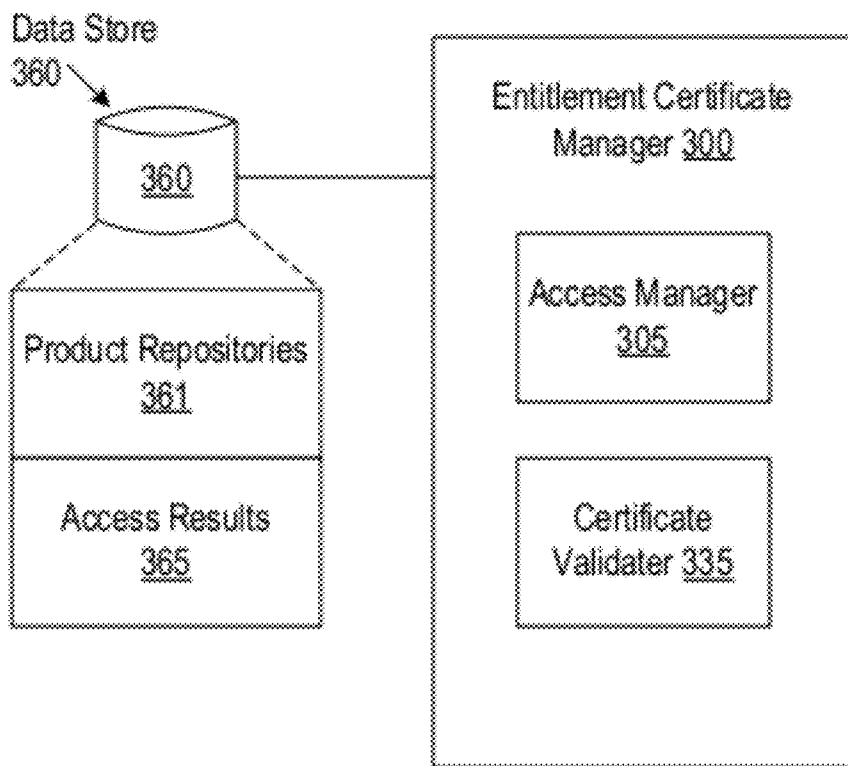 Data Store
360
360
Product Repositories
361
Access Results
365
Entitlement Certificate
Manager 300
Access Manager
305
Certificate
Validater 335